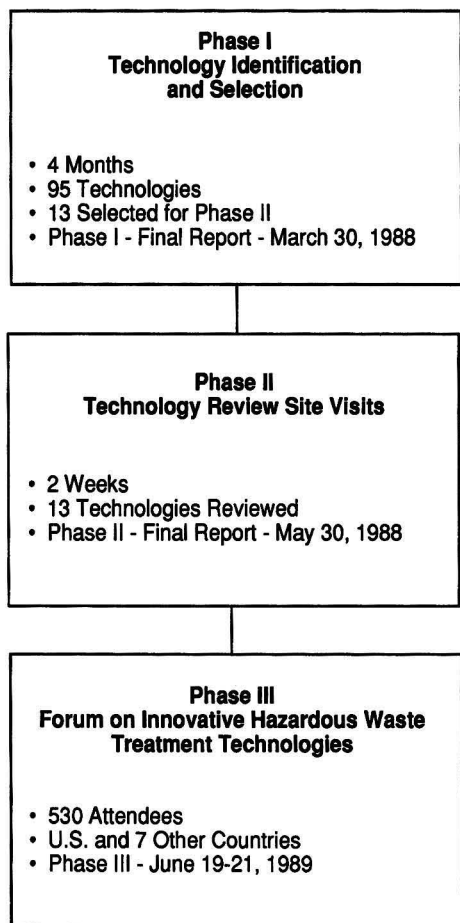 Phase I
Technology Identification
and Selection
• 4 Months
• 95 Technologies
• 13 Selected for Phase II
• Phase I - Final Report - March 30, 1988
Phase II
Technology Review Site Visits
• 2 Weeks
• 13 Technologies Reviewed
• Phase II - Final Report - May 30, 1988
Phase III
Forum on Innovative Hazardous Waste
Treatment Technologies
• 530 Attendees
• U.S. and 7 Other Countries
• Phase III - June 19-21, 1989